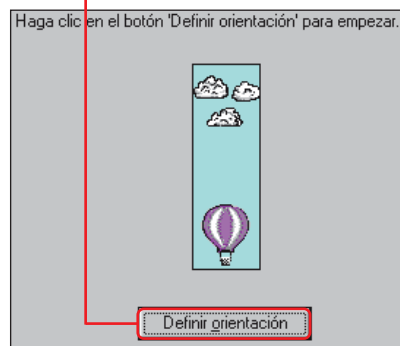 Haga clic en el botón 'Definir orientación' para empezar.
Definir orientación